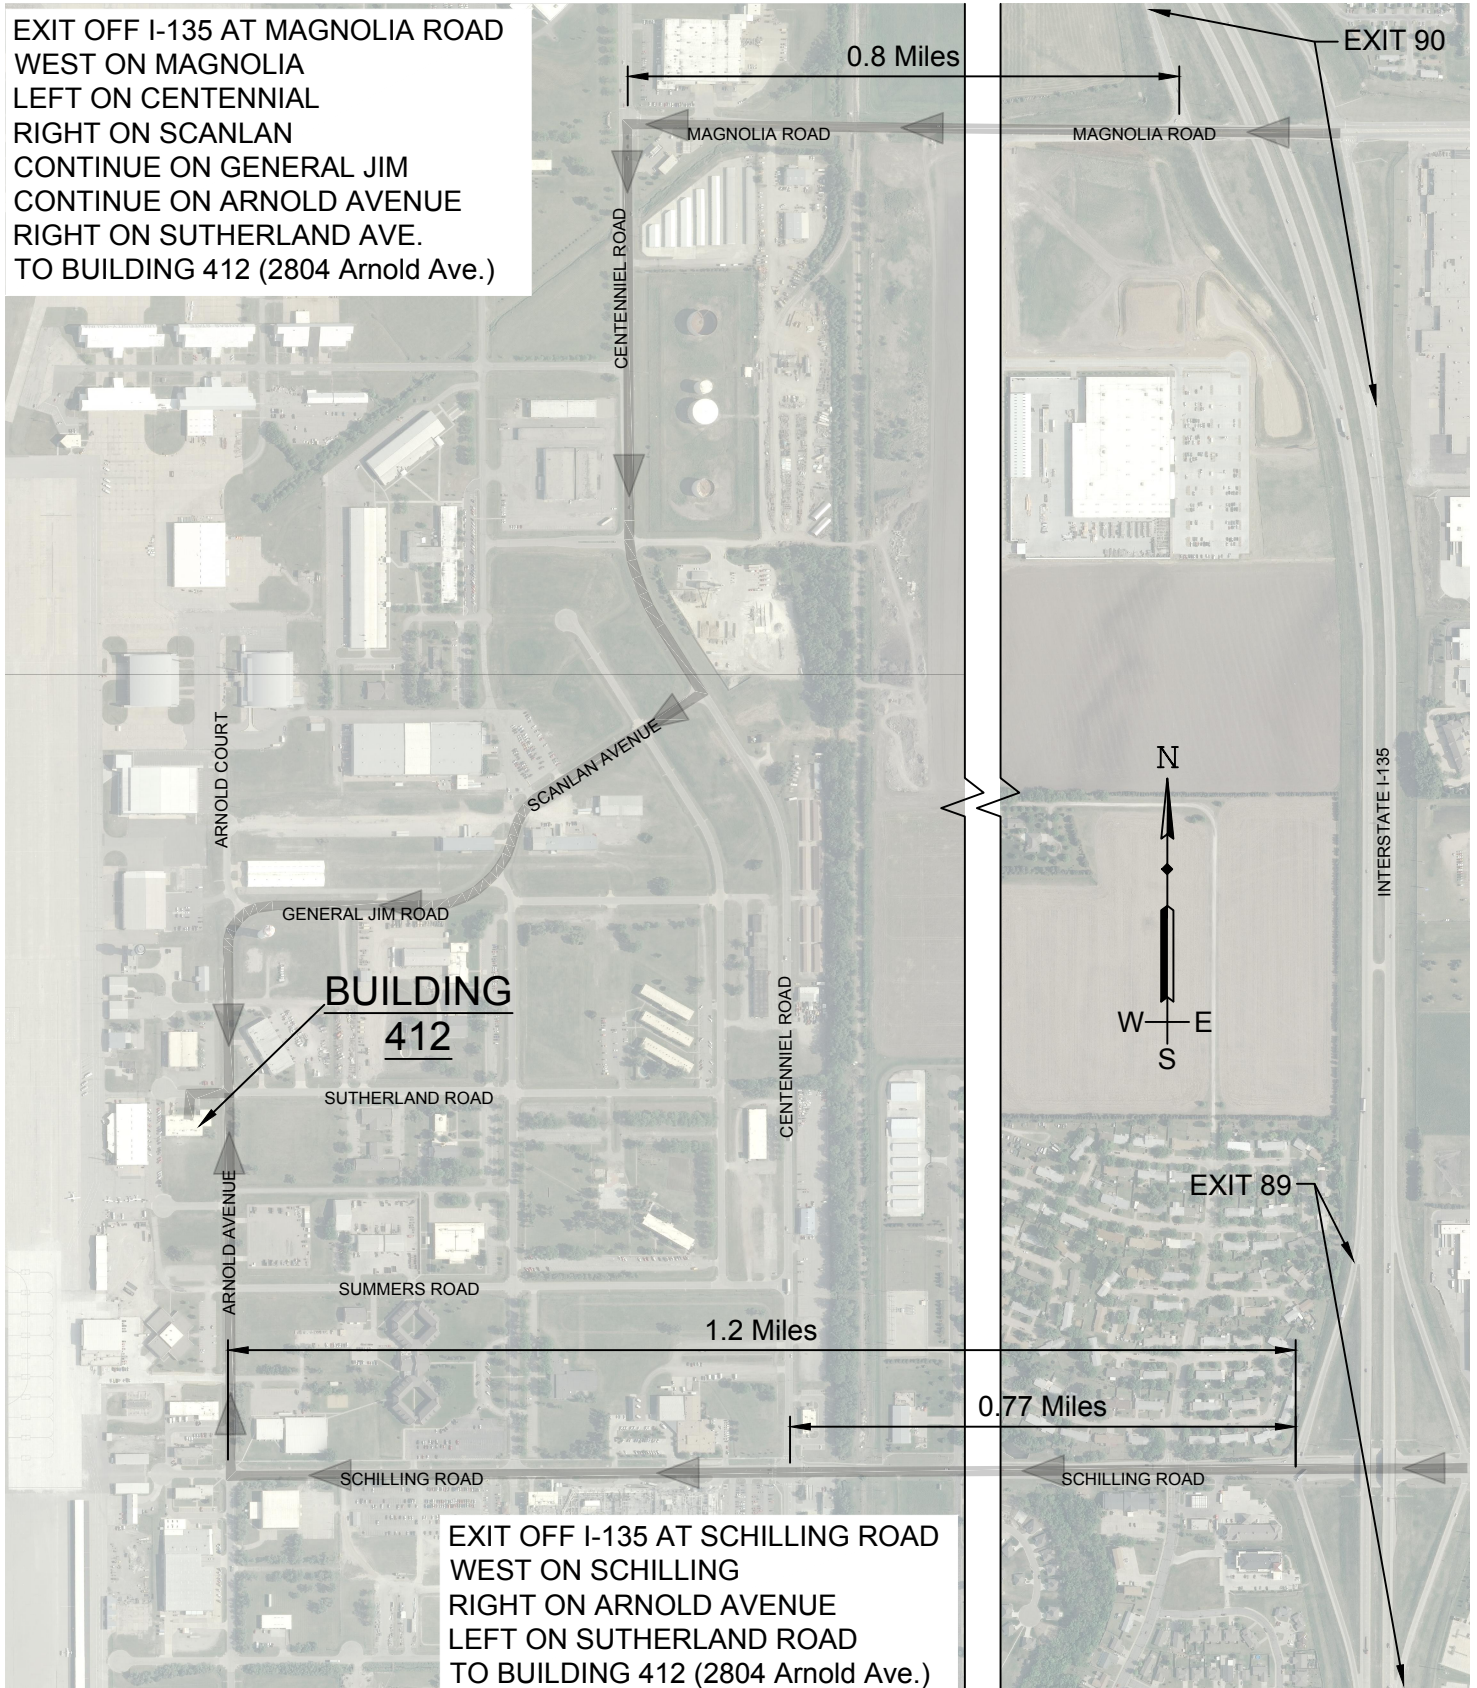 EXIT OFF I-135 AT MAGNOLIA ROAD
WEST ON MAGNOLIA
LEFT ON CENTENNIAL
RIGHT ON SCANLAN
CONTINUE ON GENERAL JIM
CONTINUE ON ARNOLD AVENUE
RIGHT ON SUTHERLAND AVE.
TO BUILDING 412 (2804 Arnold Ave.)
0.8 Miles
EXIT 90
MAGNOLIA ROAD
MAGNOLIA ROAD
CENTENNIEL ROAD
SCANLAN AVENUE
ARNOLD COURT
N
W E
S
INTERSTATE I-135
GENERAL JIM ROAD
BUILDING
412
CENTENNIEL ROAD
SUTHERLAND ROAD
EXIT 89
ARNOLD AVENUE
SUMMERS ROAD
1.2 Miles
0.77 Miles
SCHILLING ROAD
SCHILLING ROAD
EXIT OFF I-135 AT SCHILLING ROAD
WEST ON SCHILLING
RIGHT ON ARNOLD AVENUE
LEFT ON SUTHERLAND ROAD
TO BUILDING 412 (2804 Arnold Ave.)